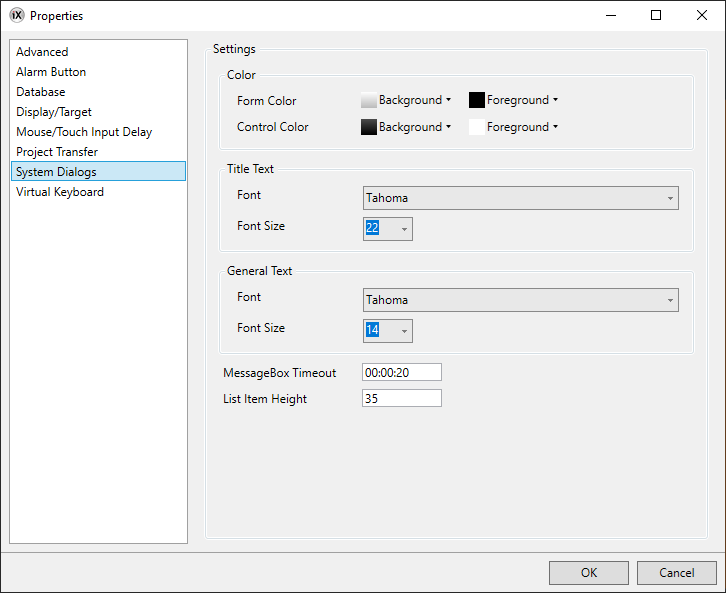 iX Properties
Advanced
Alarm Button
Database
Display/Target
Mouse/Touch Input Delay
Project Transfer
System Dialogs
Virtual Keyboard
Settings
Color
Form Color Background Foreground
Control Color Background Foreground
Title Text
Font Tahoma
Font Size 22
General Text
Font Tahoma
Font Size 14
MessageBox Timeout 00:00:20
List Item Height 35
OK Cancel